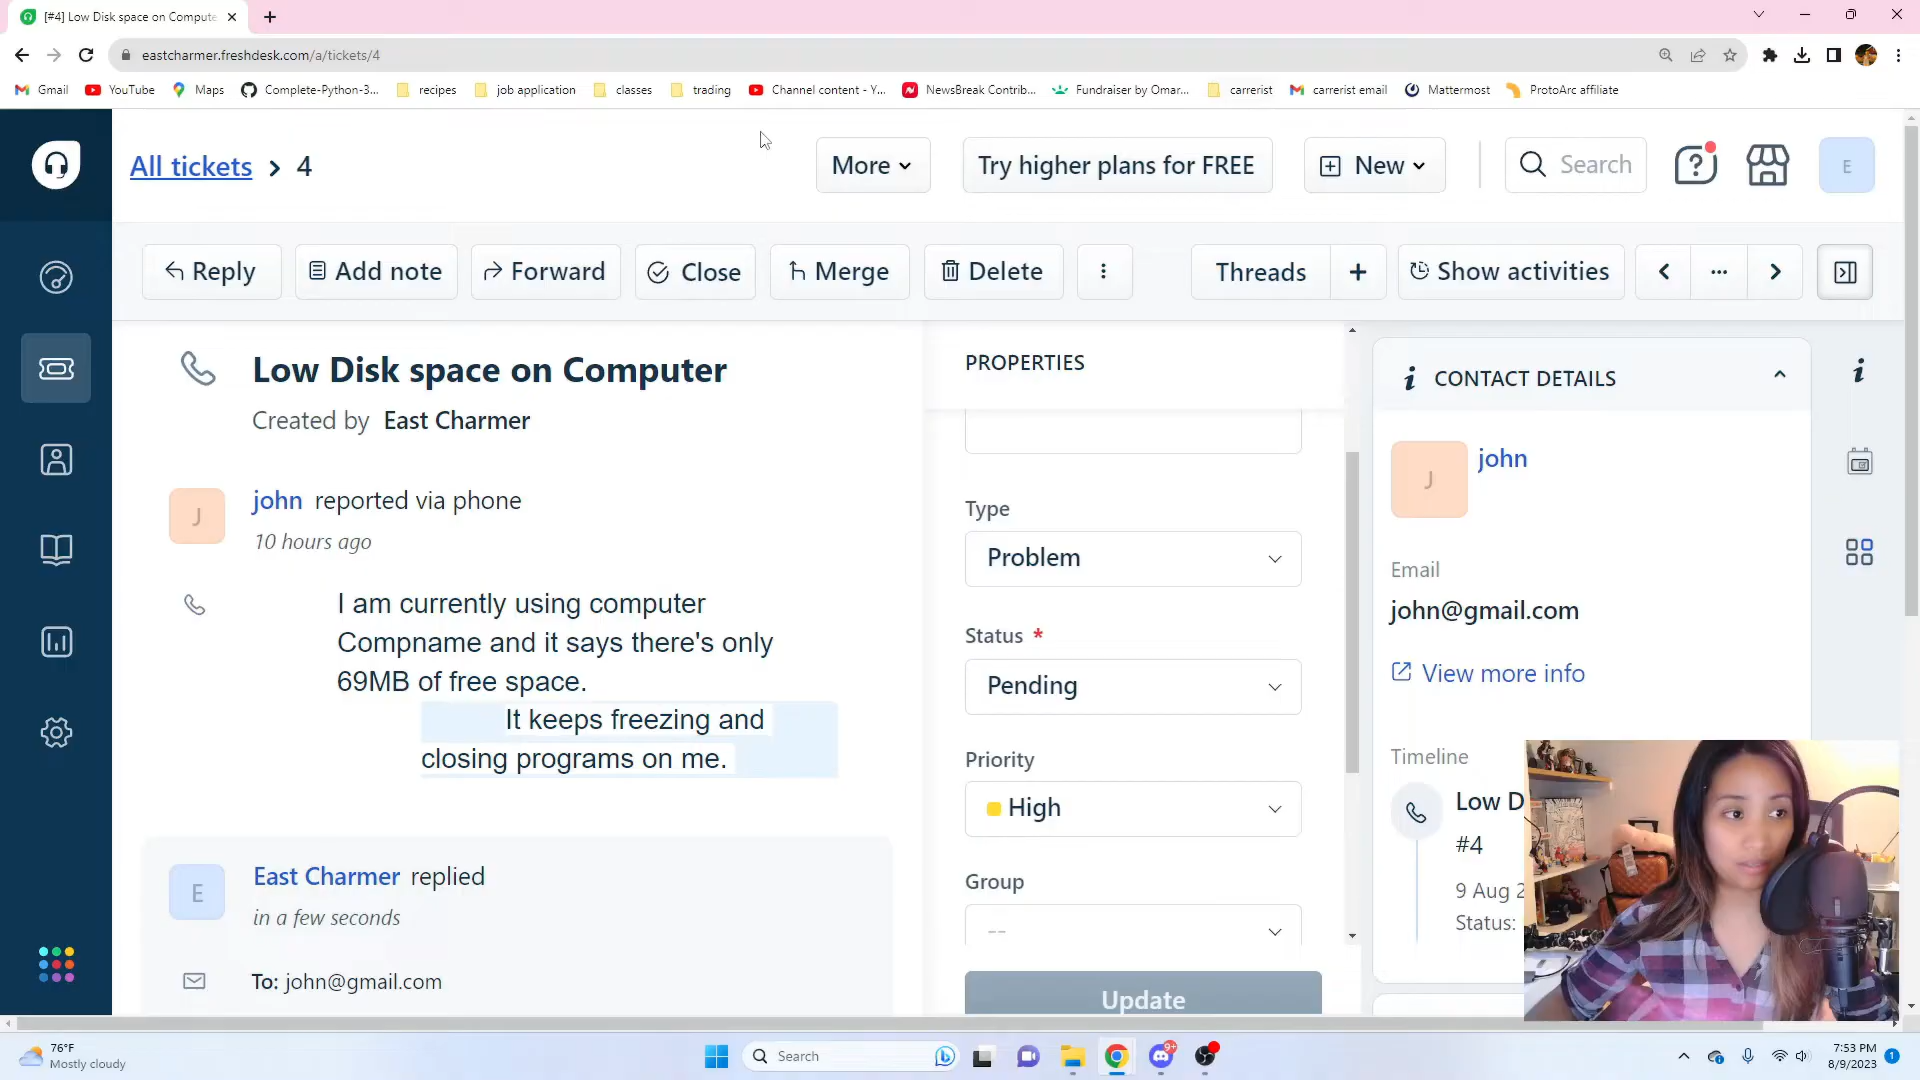 [#4] Low Disk space on Compute
eastcharmer.freshdesk.com/a/tickets/4
Gmail YouTube Maps Complete-Python-3... recipes job application classes trading Channel content - Y... NewsBreak Contrib... Fundraiser by Omar... carrerist carrerist email Mattermost ProtoArc affiliate
All tickets > 4
More
Try higher plans for FREE
New
Search
E
Reply
Add note
Forward
Close
Merge
Delete
Threads
+
Show activities
Low Disk space on Computer
Created by East Charmer
J
john reported via phone
10 hours ago
I am currently using computer
Compname and it says there's only
69MB of free space.
It keeps freezing and
closing programs on me.
E
East Charmer replied
in a few seconds
To: john@gmail.com
PROPERTIES
Type
Problem
Status *
Pending
Priority
High
Group
--
Update
CONTACT DETAILS
J
john
Email
john@gmail.com
View more info
Timeline
Low D
#4
9 Aug 2
Status:
76°F
Mostly cloudy
Search
9+
7:53 PM
8/9/2023
1